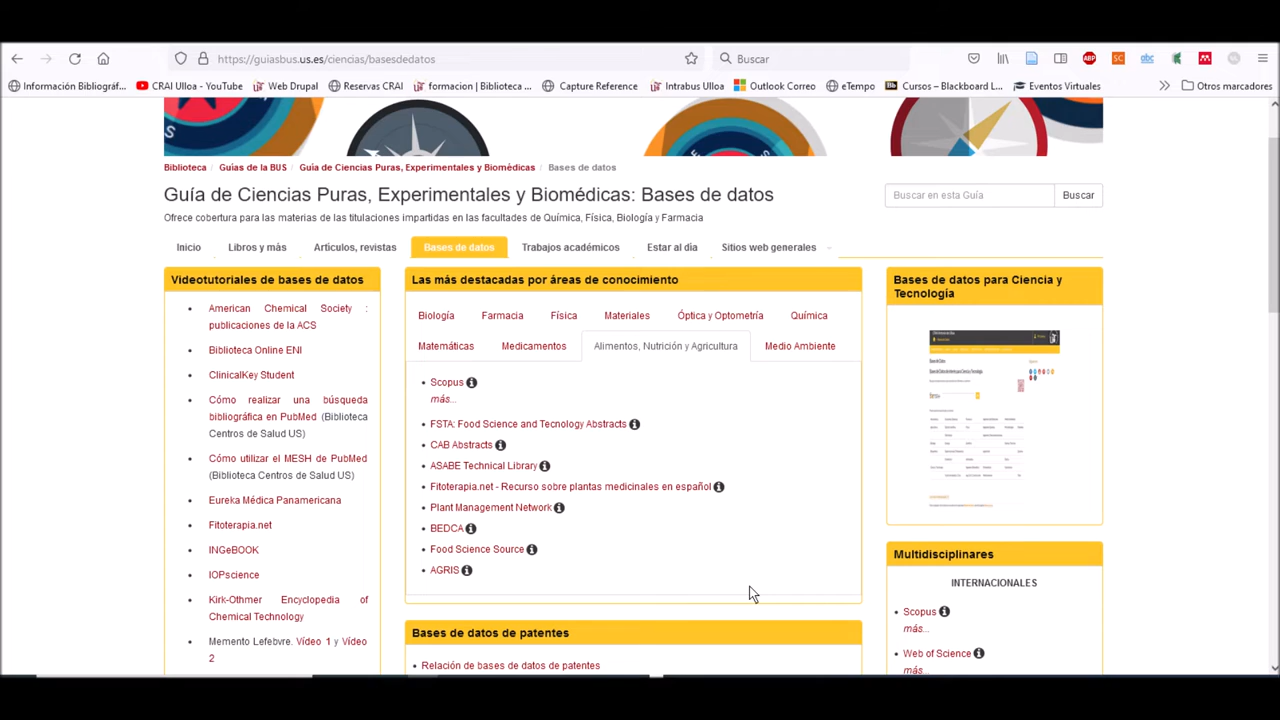 https://guiasbus.us.es/ciencias/basesdedatos
Buscar
Información Bibliográf...
CRAI Ulloa - YouTube
Web Drupal
Reservas CRAI
formacion | Biblioteca ...
Capture Reference
Intrabus Ulloa
Outlook Correo
eTempo
Cursos – Blackboard L...
Eventos Virtuales
Otros marcadores
Biblioteca / Guías de la BUS / Guía de Ciencias Puras, Experimentales y Biomédicas / Bases de datos
Guía de Ciencias Puras, Experimentales y Biomédicas: Bases de datos
Buscar en esta Guía
Buscar
Ofrece cobertura para las materias de las titulaciones impartidas en las facultades de Química, Física, Biología y Farmacia
Inicio
Libros y más
Artículos, revistas
Bases de datos
Trabajos académicos
Estar al día
Sitios web generales
Videotutoriales de bases de datos
American Chemical Society :
publicaciones de la ACS
Biblioteca Online ENI
ClinicalKey Student
Cómo realizar una búsqueda
bibliográfica en PubMed (Biblioteca
Centros de Salud US)
Cómo utilizar el MESH de PubMed
(Biblioteca Centros de Salud US)
Eureka Médica Panamericana
Fitoterapia.net
INGeBOOK
IOPscience
Kirk-Othmer Encyclopedia of
Chemical Technology
Memento Lefebvre. Vídeo 1 y Vídeo
2
Las más destacadas por áreas de conocimiento
Biología
Farmacia
Física
Materiales
Óptica y Optometría
Química
Matemáticas
Medicamentos
Alimentos, Nutrición y Agricultura
Medio Ambiente
Scopus
más...
FSTA: Food Science and Tecnology Abstracts
CAB Abstracts
ASABE Technical Library
Fitoterapia.net - Recurso sobre plantas medicinales en español
Plant Management Network
BEDCA
Food Science Source
AGRIS
Bases de datos de patentes
Relación de bases de datos de patentes
Bases de datos para Ciencia y
Tecnología
Multidisciplinares
INTERNACIONALES
Scopus
más...
Web of Science
más...